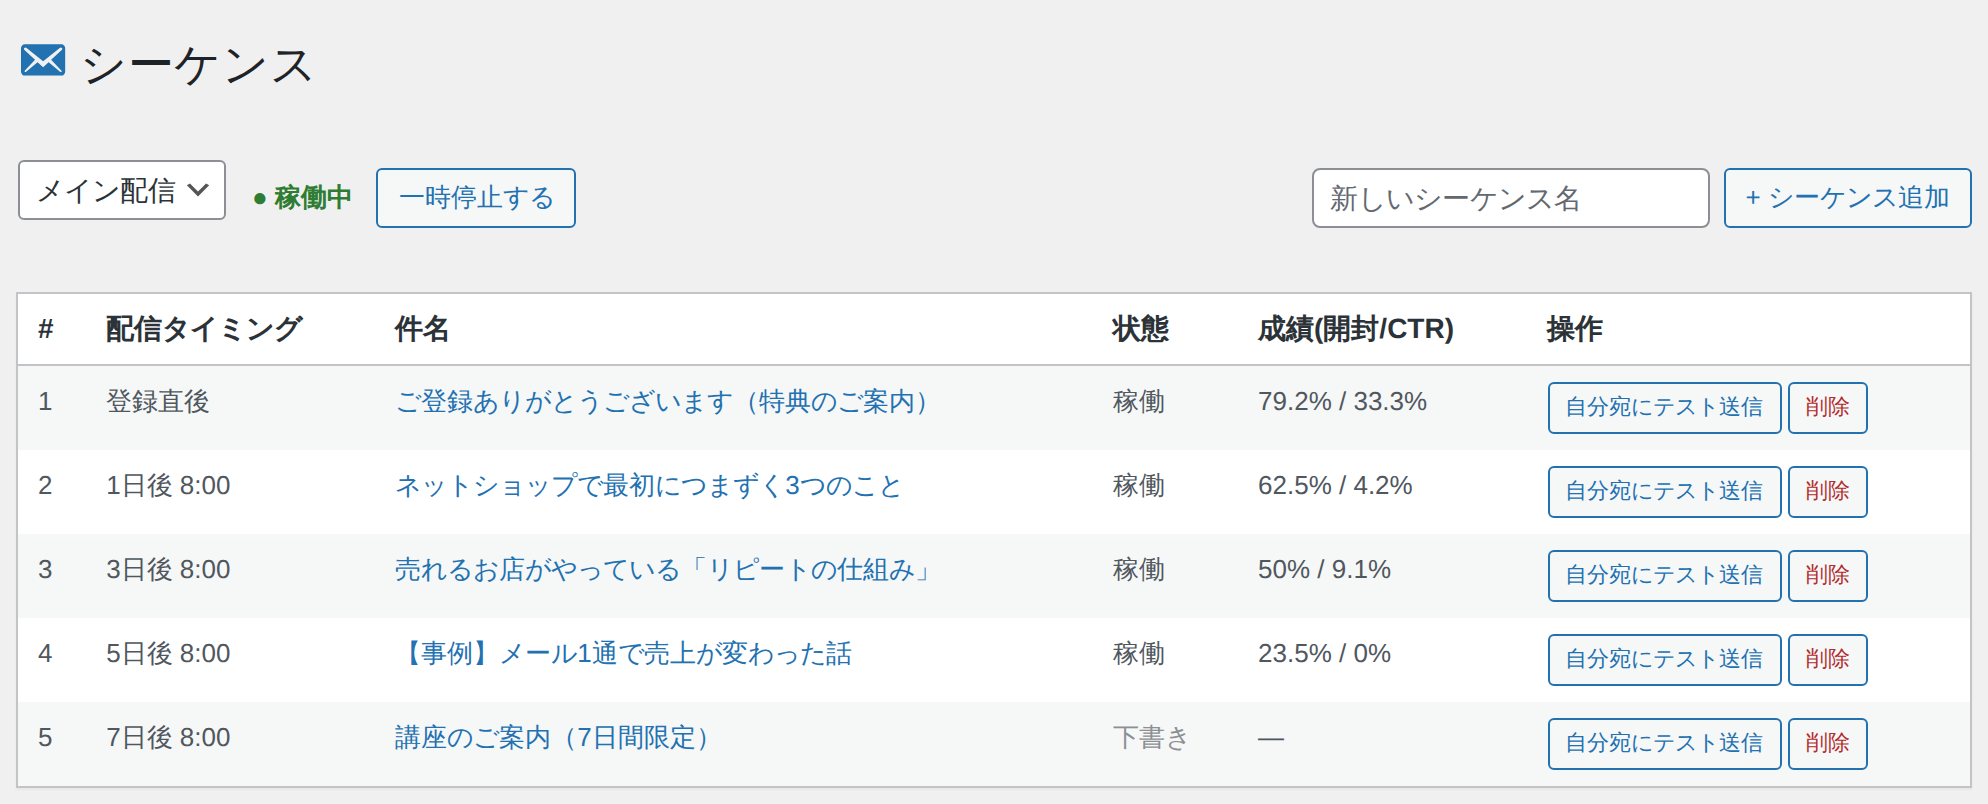 シーケンス
メイン配信 ● 稼働中 一時停止する 新しいシーケンス名 + シーケンス追加
# 配信タイミング 件名 状態 成績(開封/CTR) 操作
1 登録直後 ご登録ありがとうございます（特典のご案内） 稼働 79.2% / 33.3% 自分宛にテスト送信 削除
2 1日後 8:00 ネットショップで最初につまずく3つのこと 稼働 62.5% / 4.2% 自分宛にテスト送信 削除
3 3日後 8:00 売れるお店がやっている「リピートの仕組み」 稼働 50% / 9.1% 自分宛にテスト送信 削除
4 5日後 8:00 【事例】メール1通で売上が変わった話 稼働 23.5% / 0% 自分宛にテスト送信 削除
5 7日後 8:00 講座のご案内（7日間限定） 下書き — 自分宛にテスト送信 削除